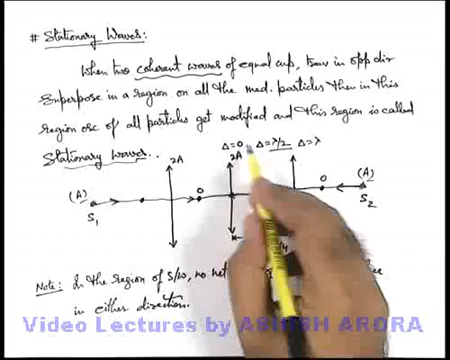 # Stationary Waves:
When two coherent waves of equal amp, trav in opp dir
Superpose in a region on all the med. particles then in this
region osc of all particles get modified and this region is called
Stationary waves..
Δ=0 Δ=λ/2 Δ=λ
2A 2A
(A) 0 0 (A)
S1 S2
Note: In the region of S/W, no net
in either direction.
Video Lectures by ASHISH ARORA